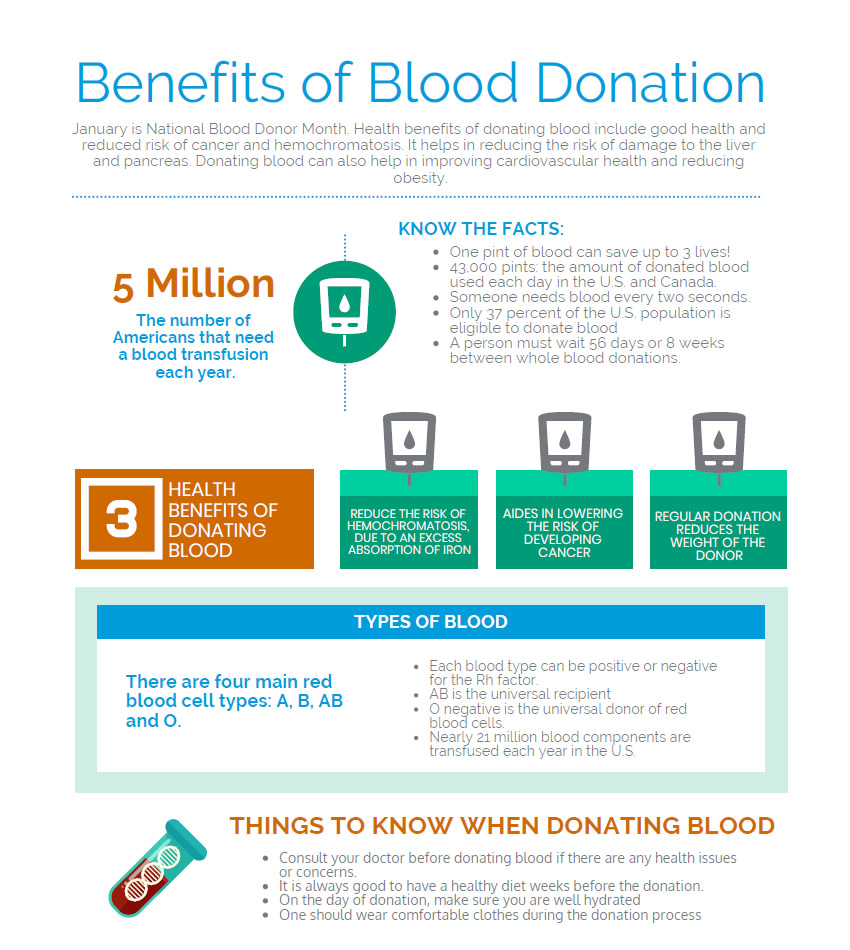 Benefits of Blood Donation
January is National Blood Donor Month. Health benefits of donating blood include good health and
reduced risk of cancer and hemochromatosis. It helps in reducing the risk of damage to the liver
and pancreas. Donating blood can also help in improving cardiovascular health and reducing
obesity.
5 Million
The number of
Americans that need
a blood transfusion
each year.
KNOW THE FACTS:
• One pint of blood can save up to 3 lives!
• 43,000 pints: the amount of donated blood
used each day in the U.S. and Canada.
• Someone needs blood every two seconds.
• Only 37 percent of the U.S. population is
eligible to donate blood
• A person must wait 56 days or 8 weeks
between whole blood donations.
3
HEALTH
BENEFITS OF
DONATING
BLOOD
REDUCE THE RISK OF
HEMOCHROMATOSIS,
DUE TO AN EXCESS
ABSORPTION OF IRON
AIDES IN LOWERING
THE RISK OF
DEVELOPING
CANCER
REGULAR DONATION
REDUCES THE
WEIGHT OF THE
DONOR
TYPES OF BLOOD
There are four main red
blood cell types: A, B, AB
and O.
• Each blood type can be positive or negative
for the Rh factor.
• AB is the universal recipient
• O negative is the universal donor of red
blood cells.
• Nearly 21 million blood components are
transfused each year in the U.S.
THINGS TO KNOW WHEN DONATING BLOOD
• Consult your doctor before donating blood if there are any health issues
or concerns.
• It is always good to have a healthy diet weeks before the donation.
• On the day of donation, make sure you are well hydrated
• One should wear comfortable clothes during the donation process